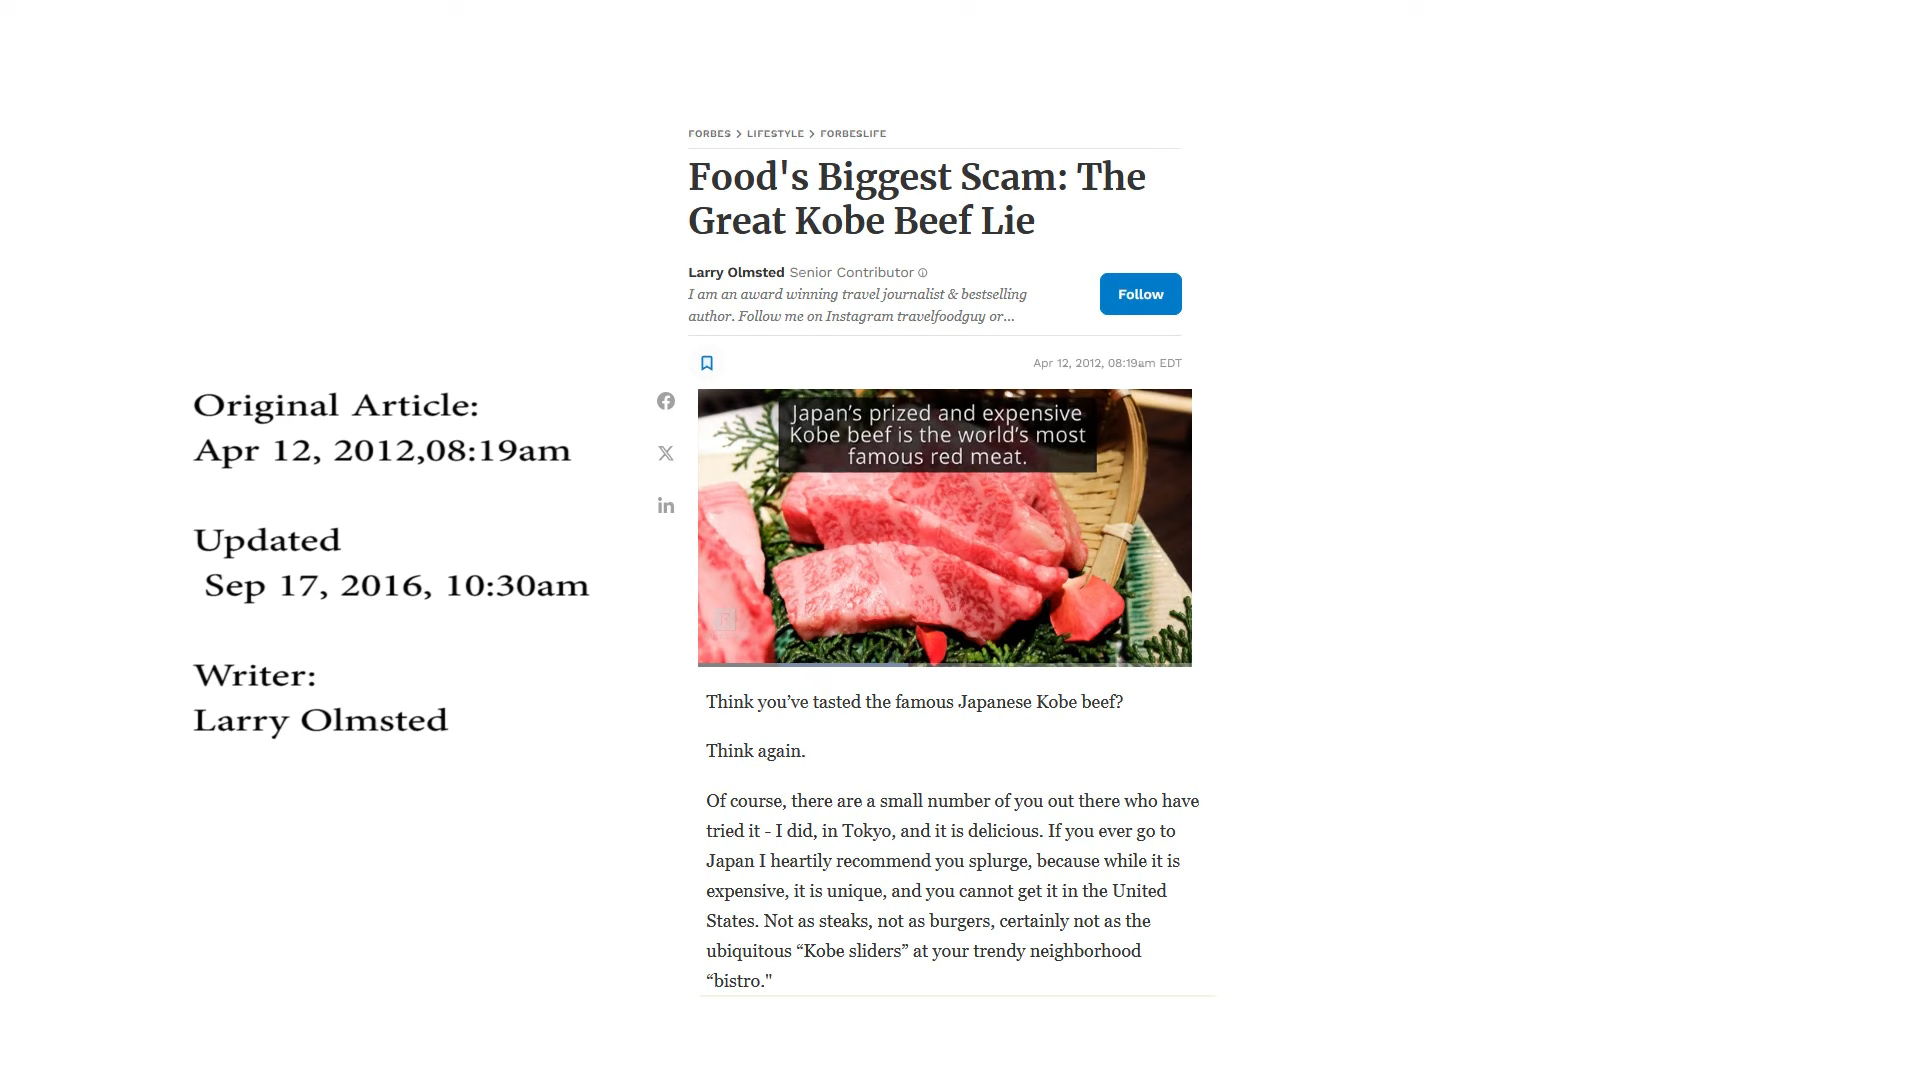 Original Article:
Apr 12, 2012,08:19am
Updated
Sep 17, 2016, 10:30am
Writer:
Larry Olmsted
FORBES > LIFESTYLE > FORBESLIFE
Food's Biggest Scam: The
Great Kobe Beef Lie
Larry Olmsted Senior Contributor
I am an award winning travel journalist & bestselling
author. Follow me on Instagram travelfoodguy or...
Follow
Apr 12, 2012, 08:19am EDT
Japan’s prized and expensive
Kobe beef is the world’s most
famous red meat.
Think you’ve tasted the famous Japanese Kobe beef?
Think again.
Of course, there are a small number of you out there who have
tried it - I did, in Tokyo, and it is delicious. If you ever go to
Japan I heartily recommend you splurge, because while it is
expensive, it is unique, and you cannot get it in the United
States. Not as steaks, not as burgers, certainly not as the
ubiquitous “Kobe sliders” at your trendy neighborhood
“bistro."